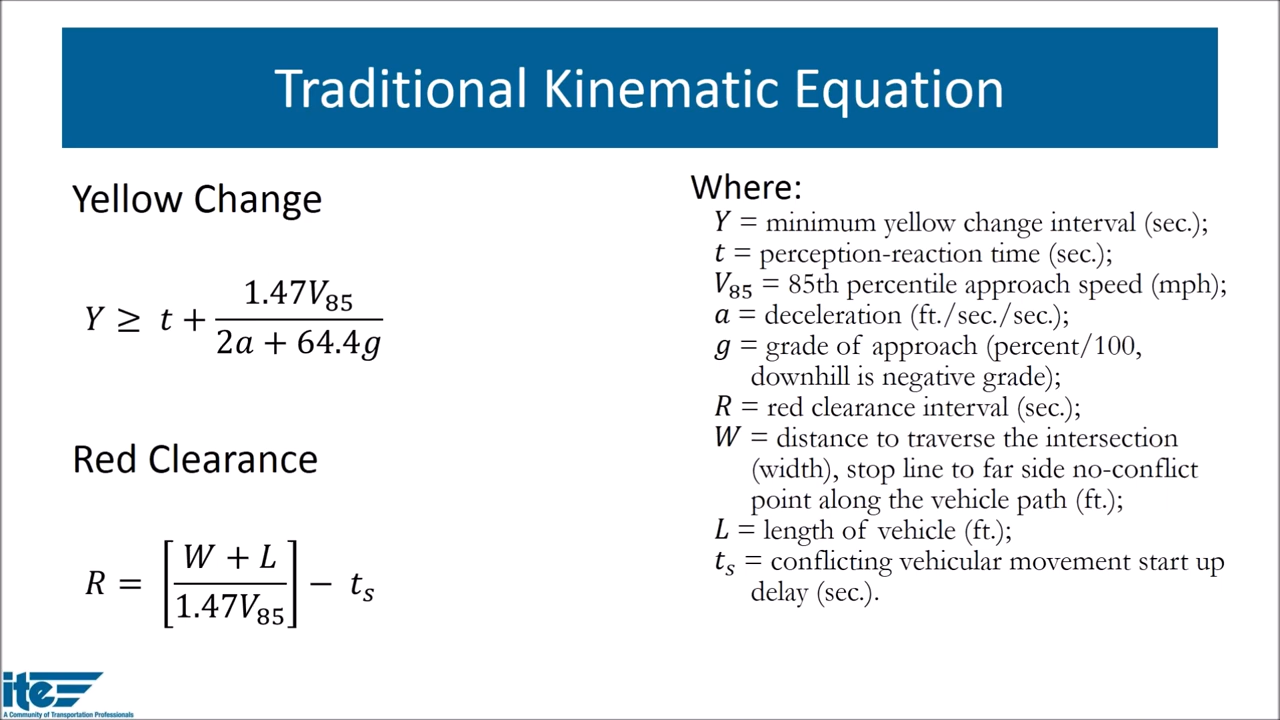 Traditional Kinematic Equation
Yellow Change
Y ≥ t + 1.47V₈₅ / (2a + 64.4g)
Red Clearance
R = [(W + L) / 1.47V₈₅] − tₛ
Where:
Y = minimum yellow change interval (sec.);
t = perception-reaction time (sec.);
V₈₅ = 85th percentile approach speed (mph);
a = deceleration (ft./sec./sec.);
g = grade of approach (percent/100,
downhill is negative grade);
R = red clearance interval (sec.);
W = distance to traverse the intersection
(width), stop line to far side no-conflict
point along the vehicle path (ft.);
L = length of vehicle (ft.);
tₛ = conflicting vehicular movement start up
delay (sec.).
ite
A Community of Transportation Professionals